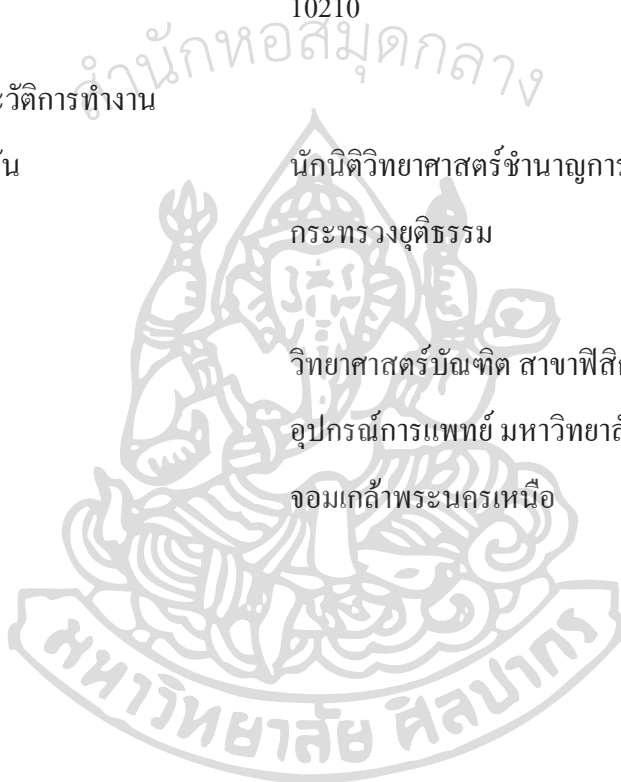 10210
สำนักหอสมุดกลาง
ะวัติการทำงาน
ัน นักนิติวิทยาศาสตร์ชำนาญการ
กระทรวงยุติธรรม
วิทยาศาสตร์บัณฑิต สาขาฟิสิก
อุปกรณ์การแพทย์ มหาวิทยาลั
จอมเกล้าพระนครเหนือ
มหาวิทยาลัย ศิลปากร